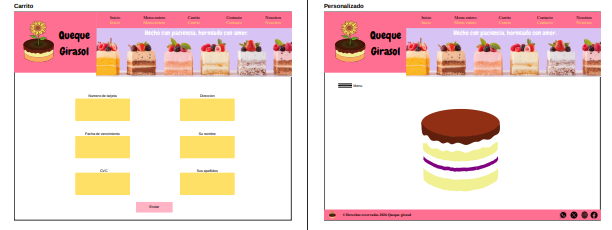 Carrito
Queque
Girasol
Inicio Menu entero Carrito Contacto Nosotros
Inicio Menu entero Carrito Contacto Nosotros
Hecho con paciencia, horneado con amor.
Numero de tarjeta Direccion
Fecha de vencimiento Su nombre
CVC Sus apellidos
Enviar
Personalizado
Queque
Girasol
Inicio Menu entero Carrito Contacto Nosotros
Inicio Menu entero Carrito Contacto Nosotros
Hecho con paciencia, horneado con amor.
Menu
©Derechos reservados 2024 Queque girasol